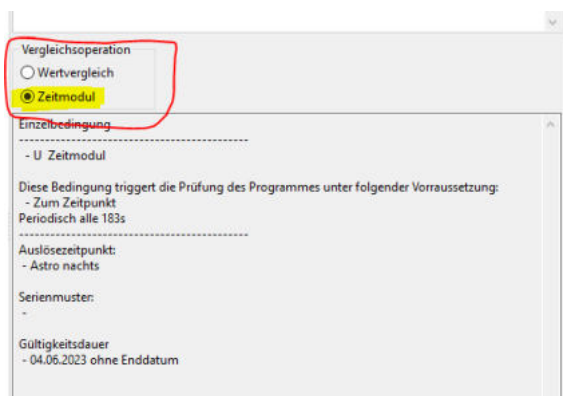 Vergleichsoperation
Wertvergleich
Zeitmodul
Einzelbedingung
--------------------------------------------
- U Zeitmodul
Diese Bedingung triggert die Prüfung des Programmes unter folgender Vorraussetzung:
- Zum Zeitpunkt
Periodisch alle 183s
--------------------------------------------
Auslösezeitpunkt:
- Astro nachts
Serienmuster:
-
Gültigkeitsdauer
- 04.06.2023 ohne Enddatum